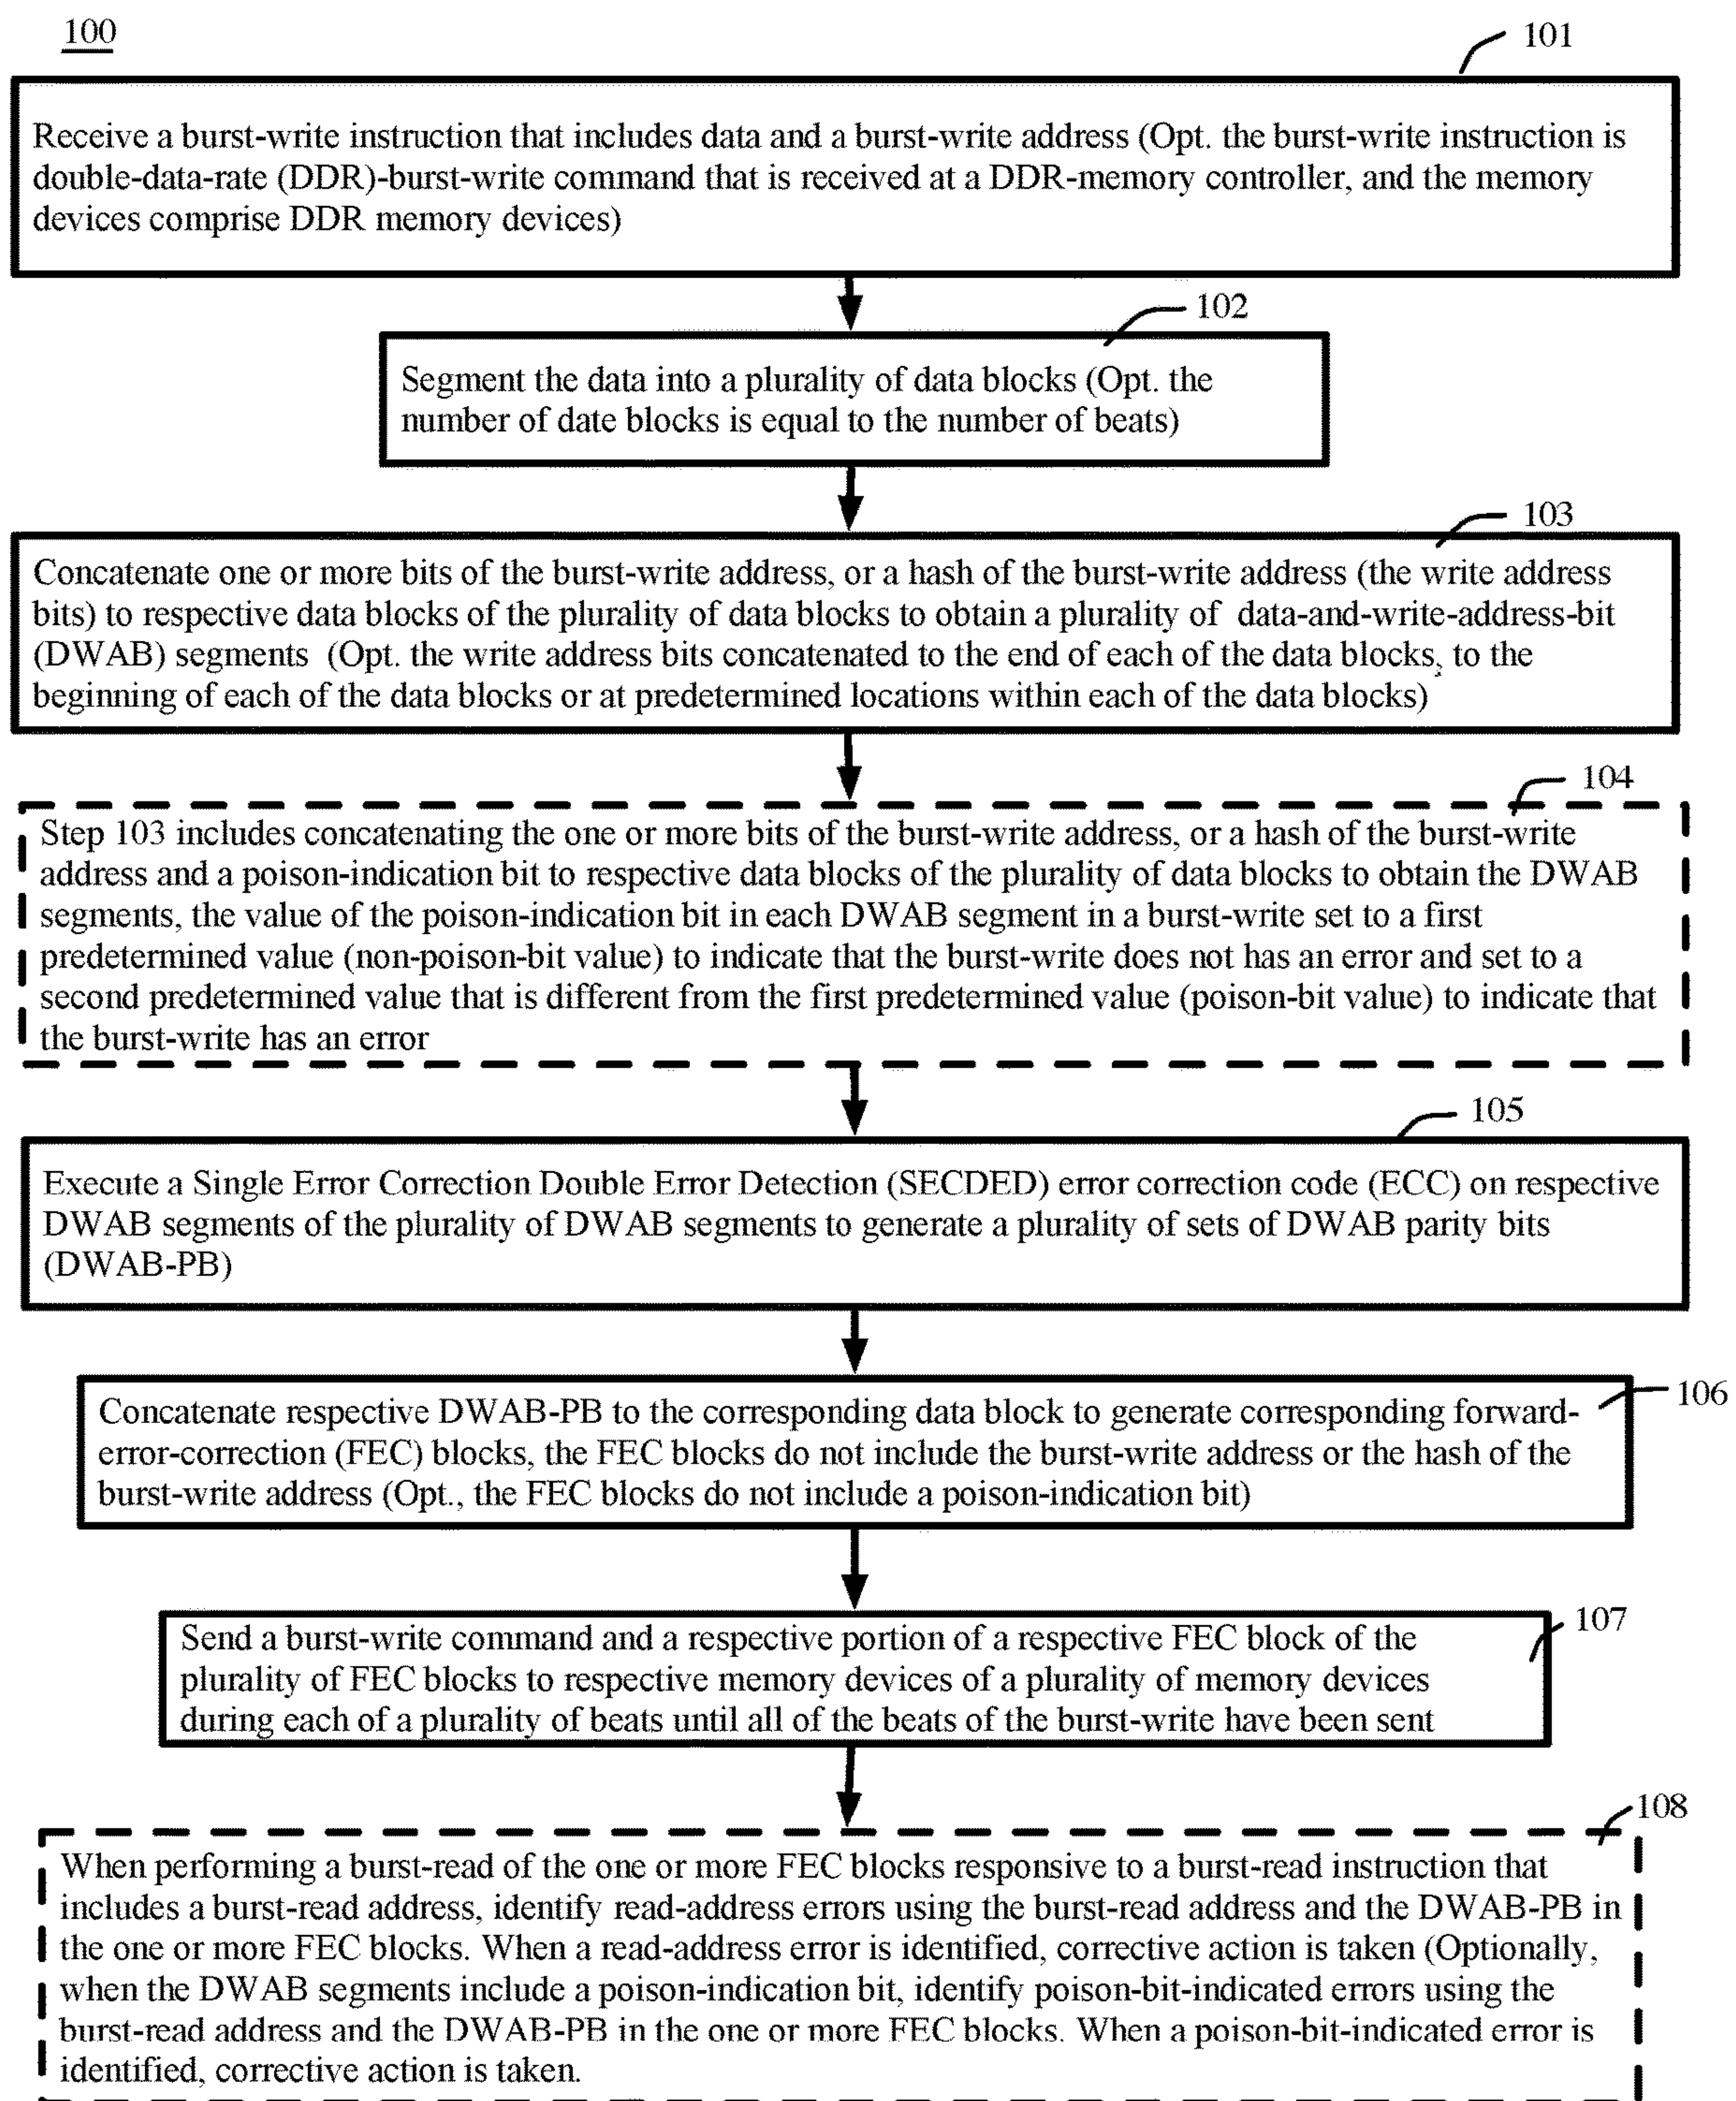 100
101
Receive a burst-write instruction that includes data and a burst-write address (Opt. the burst-write instruction is
double-data-rate (DDR)-burst-write command that is received at a DDR-memory controller, and the memory
devices comprise DDR memory devices)
102
Segment the data into a plurality of data blocks (Opt. the
number of date blocks is equal to the number of beats)
103
Concatenate one or more bits of the burst-write address, or a hash of the burst-write address (the write address
bits) to respective data blocks of the plurality of data blocks to obtain a plurality of data-and-write-address-bit
(DWAB) segments (Opt. the write address bits concatenated to the end of each of the data blocks, to the
beginning of each of the data blocks or at predetermined locations within each of the data blocks)
104
Step 103 includes concatenating the one or more bits of the burst-write address, or a hash of the burst-write
address and a poison-indication bit to respective data blocks of the plurality of data blocks to obtain the DWAB
segments, the value of the poison-indication bit in each DWAB segment in a burst-write set to a first
predetermined value (non-poison-bit value) to indicate that the burst-write does not has an error and set to a
second predetermined value that is different from the first predetermined value (poison-bit value) to indicate that
the burst-write has an error
105
Execute a Single Error Correction Double Error Detection (SECDED) error correction code (ECC) on respective
DWAB segments of the plurality of DWAB segments to generate a plurality of sets of DWAB parity bits
(DWAB-PB)
106
Concatenate respective DWAB-PB to the corresponding data block to generate corresponding forward-
error-correction (FEC) blocks, the FEC blocks do not include the burst-write address or the hash of the
burst-write address (Opt., the FEC blocks do not include a poison-indication bit)
107
Send a burst-write command and a respective portion of a respective FEC block of the
plurality of FEC blocks to respective memory devices of a plurality of memory devices
during each of a plurality of beats until all of the beats of the burst-write have been sent
108
When performing a burst-read of the one or more FEC blocks responsive to a burst-read instruction that
includes a burst-read address, identify read-address errors using the burst-read address and the DWAB-PB in
the one or more FEC blocks. When a read-address error is identified, corrective action is taken (Optionally,
when the DWAB segments include a poison-indication bit, identify poison-bit-indicated errors using the
burst-read address and the DWAB-PB in the one or more FEC blocks. When a poison-bit-indicated error is
identified, corrective action is taken.